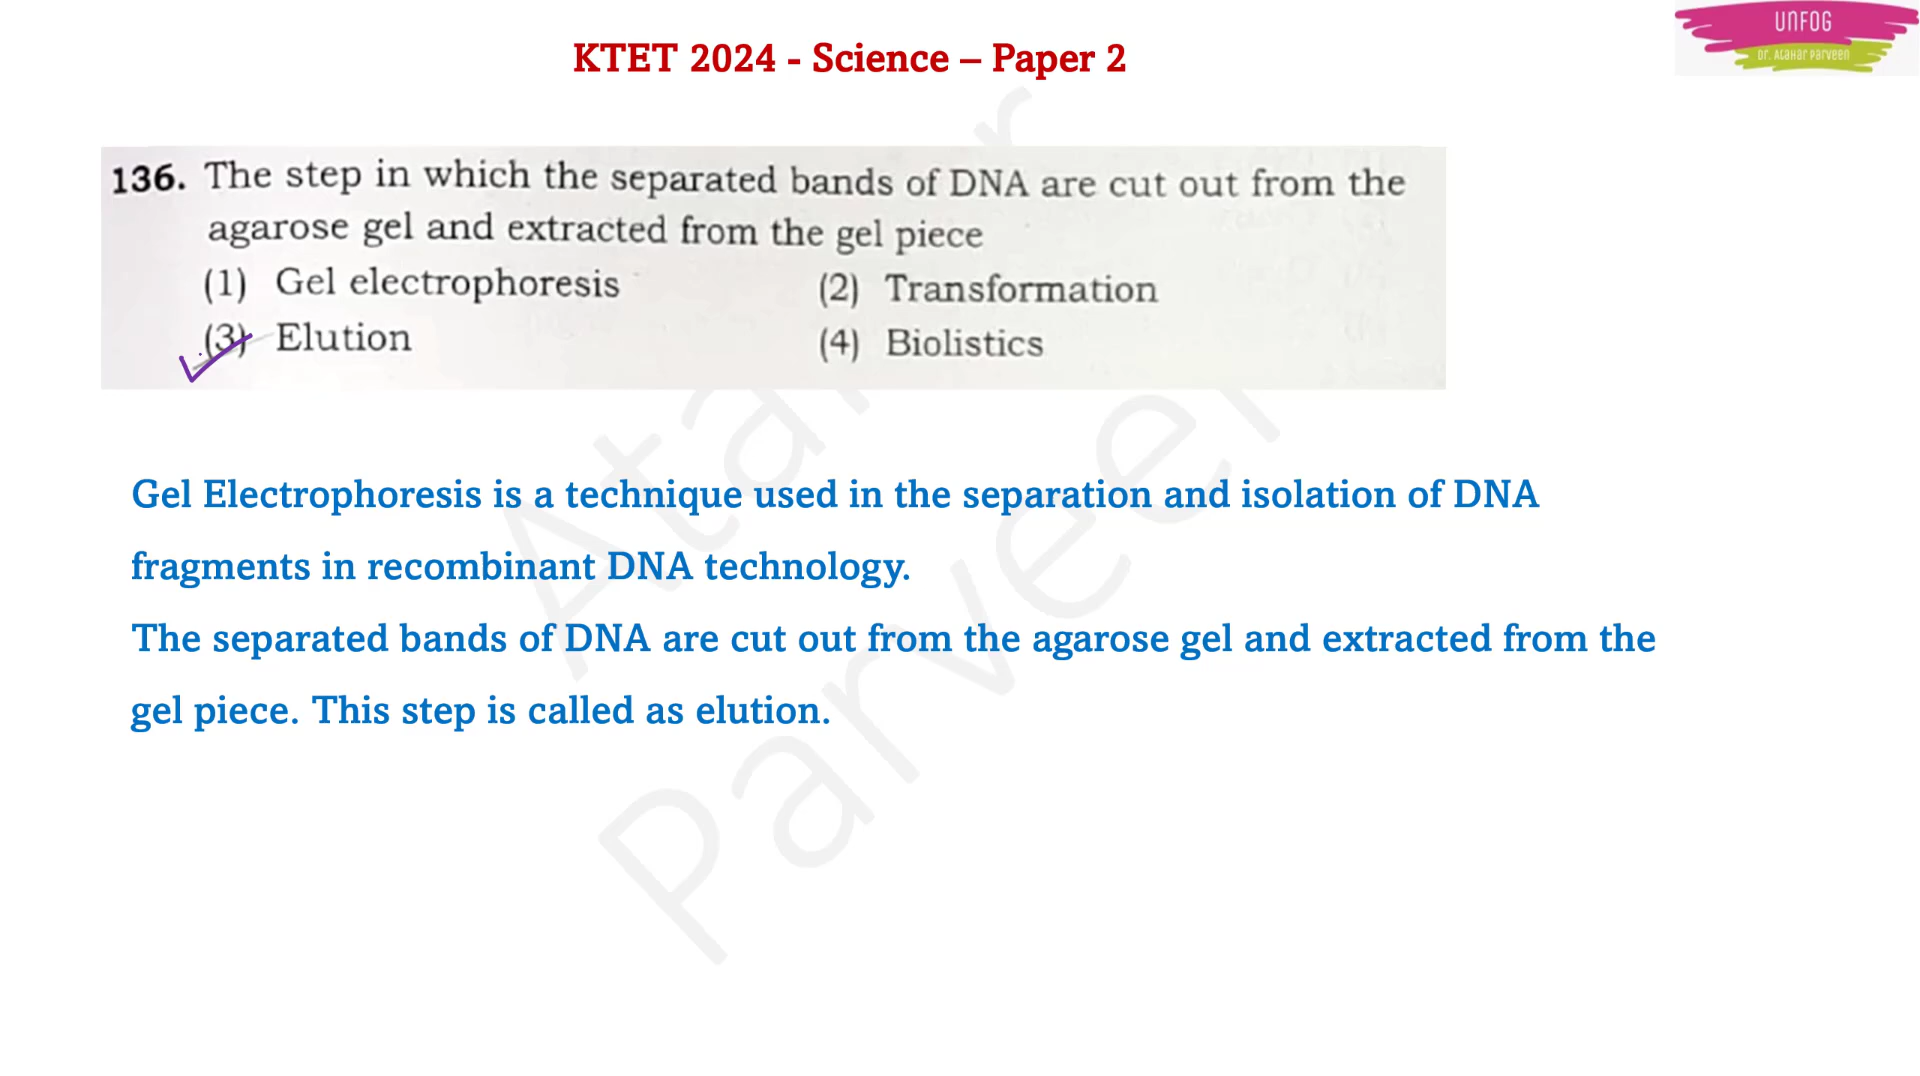 UNFOG
Dr. Atahar Parveen
KTET 2024 - Science – Paper 2
136. The step in which the separated bands of DNA are cut out from the
agarose gel and extracted from the gel piece
(1) Gel electrophoresis (2) Transformation
(3) Elution (4) Biolistics
Gel Electrophoresis is a technique used in the separation and isolation of DNA
fragments in recombinant DNA technology.
The separated bands of DNA are cut out from the agarose gel and extracted from the
gel piece. This step is called as elution.
Atahar
Parveen